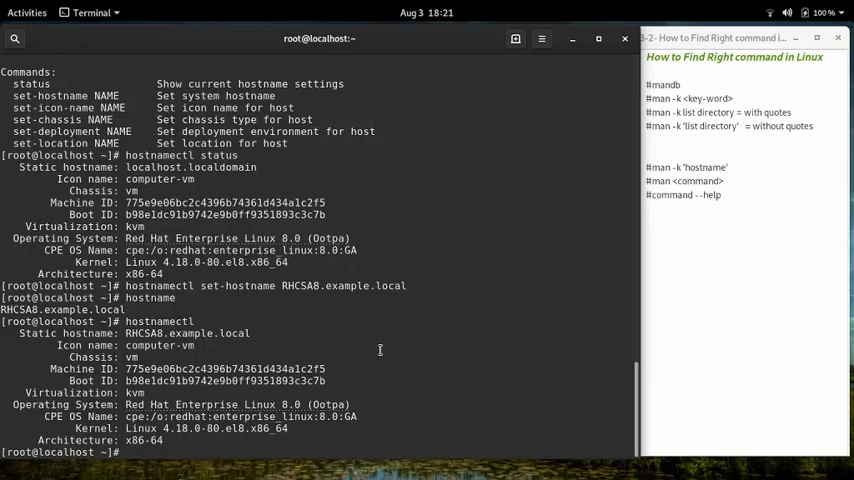 Activities Terminal Aug 3 18:21 100 %
root@localhost:~
Commands:
status Show current hostname settings
set-hostname NAME Set system hostname
set-icon-name NAME Set icon name for host
set-chassis NAME Set chassis type for host
set-deployment NAME Set deployment environment for host
set-location NAME Set location for host
[root@localhost ~]# hostnamectl status
Static hostname: localhost.localdomain
Icon name: computer-vm
Chassis: vm
Machine ID: 775e9e06bc2c4396b74361d434a1c2f5
Boot ID: b98e1dc91b9742e9b0ff9351893c3c7b
Virtualization: kvm
Operating System: Red Hat Enterprise Linux 8.0 (Ootpa)
CPE OS Name: cpe:/o:redhat:enterprise_linux:8.0:GA
Kernel: Linux 4.18.0-80.el8.x86_64
Architecture: x86-64
[root@localhost ~]# hostnamectl set-hostname RHCSA8.example.local
[root@localhost ~]# hostname
RHCSA8.example.local
[root@localhost ~]# hostnamectl
Static hostname: RHCSA8.example.local
Icon name: computer-vm
Chassis: vm
Machine ID: 775e9e06bc2c4396b74361d434a1c2f5
Boot ID: b98e1dc91b9742e9b0ff9351893c3c7b
Virtualization: kvm
Operating System: Red Hat Enterprise Linux 8.0 (Ootpa)
CPE OS Name: cpe:/o:redhat:enterprise_linux:8.0:GA
Kernel: Linux 4.18.0-80.el8.x86_64
Architecture: x86-64
[root@localhost ~]#
3-2- How to Find Right command in...
How to Find Right command in Linux
#mandb
#man -k <key-word>
#man -k list directory = with quotes
#man -k 'list directory' = without quotes
#man -k 'hostname'
#man <command>
#command --help